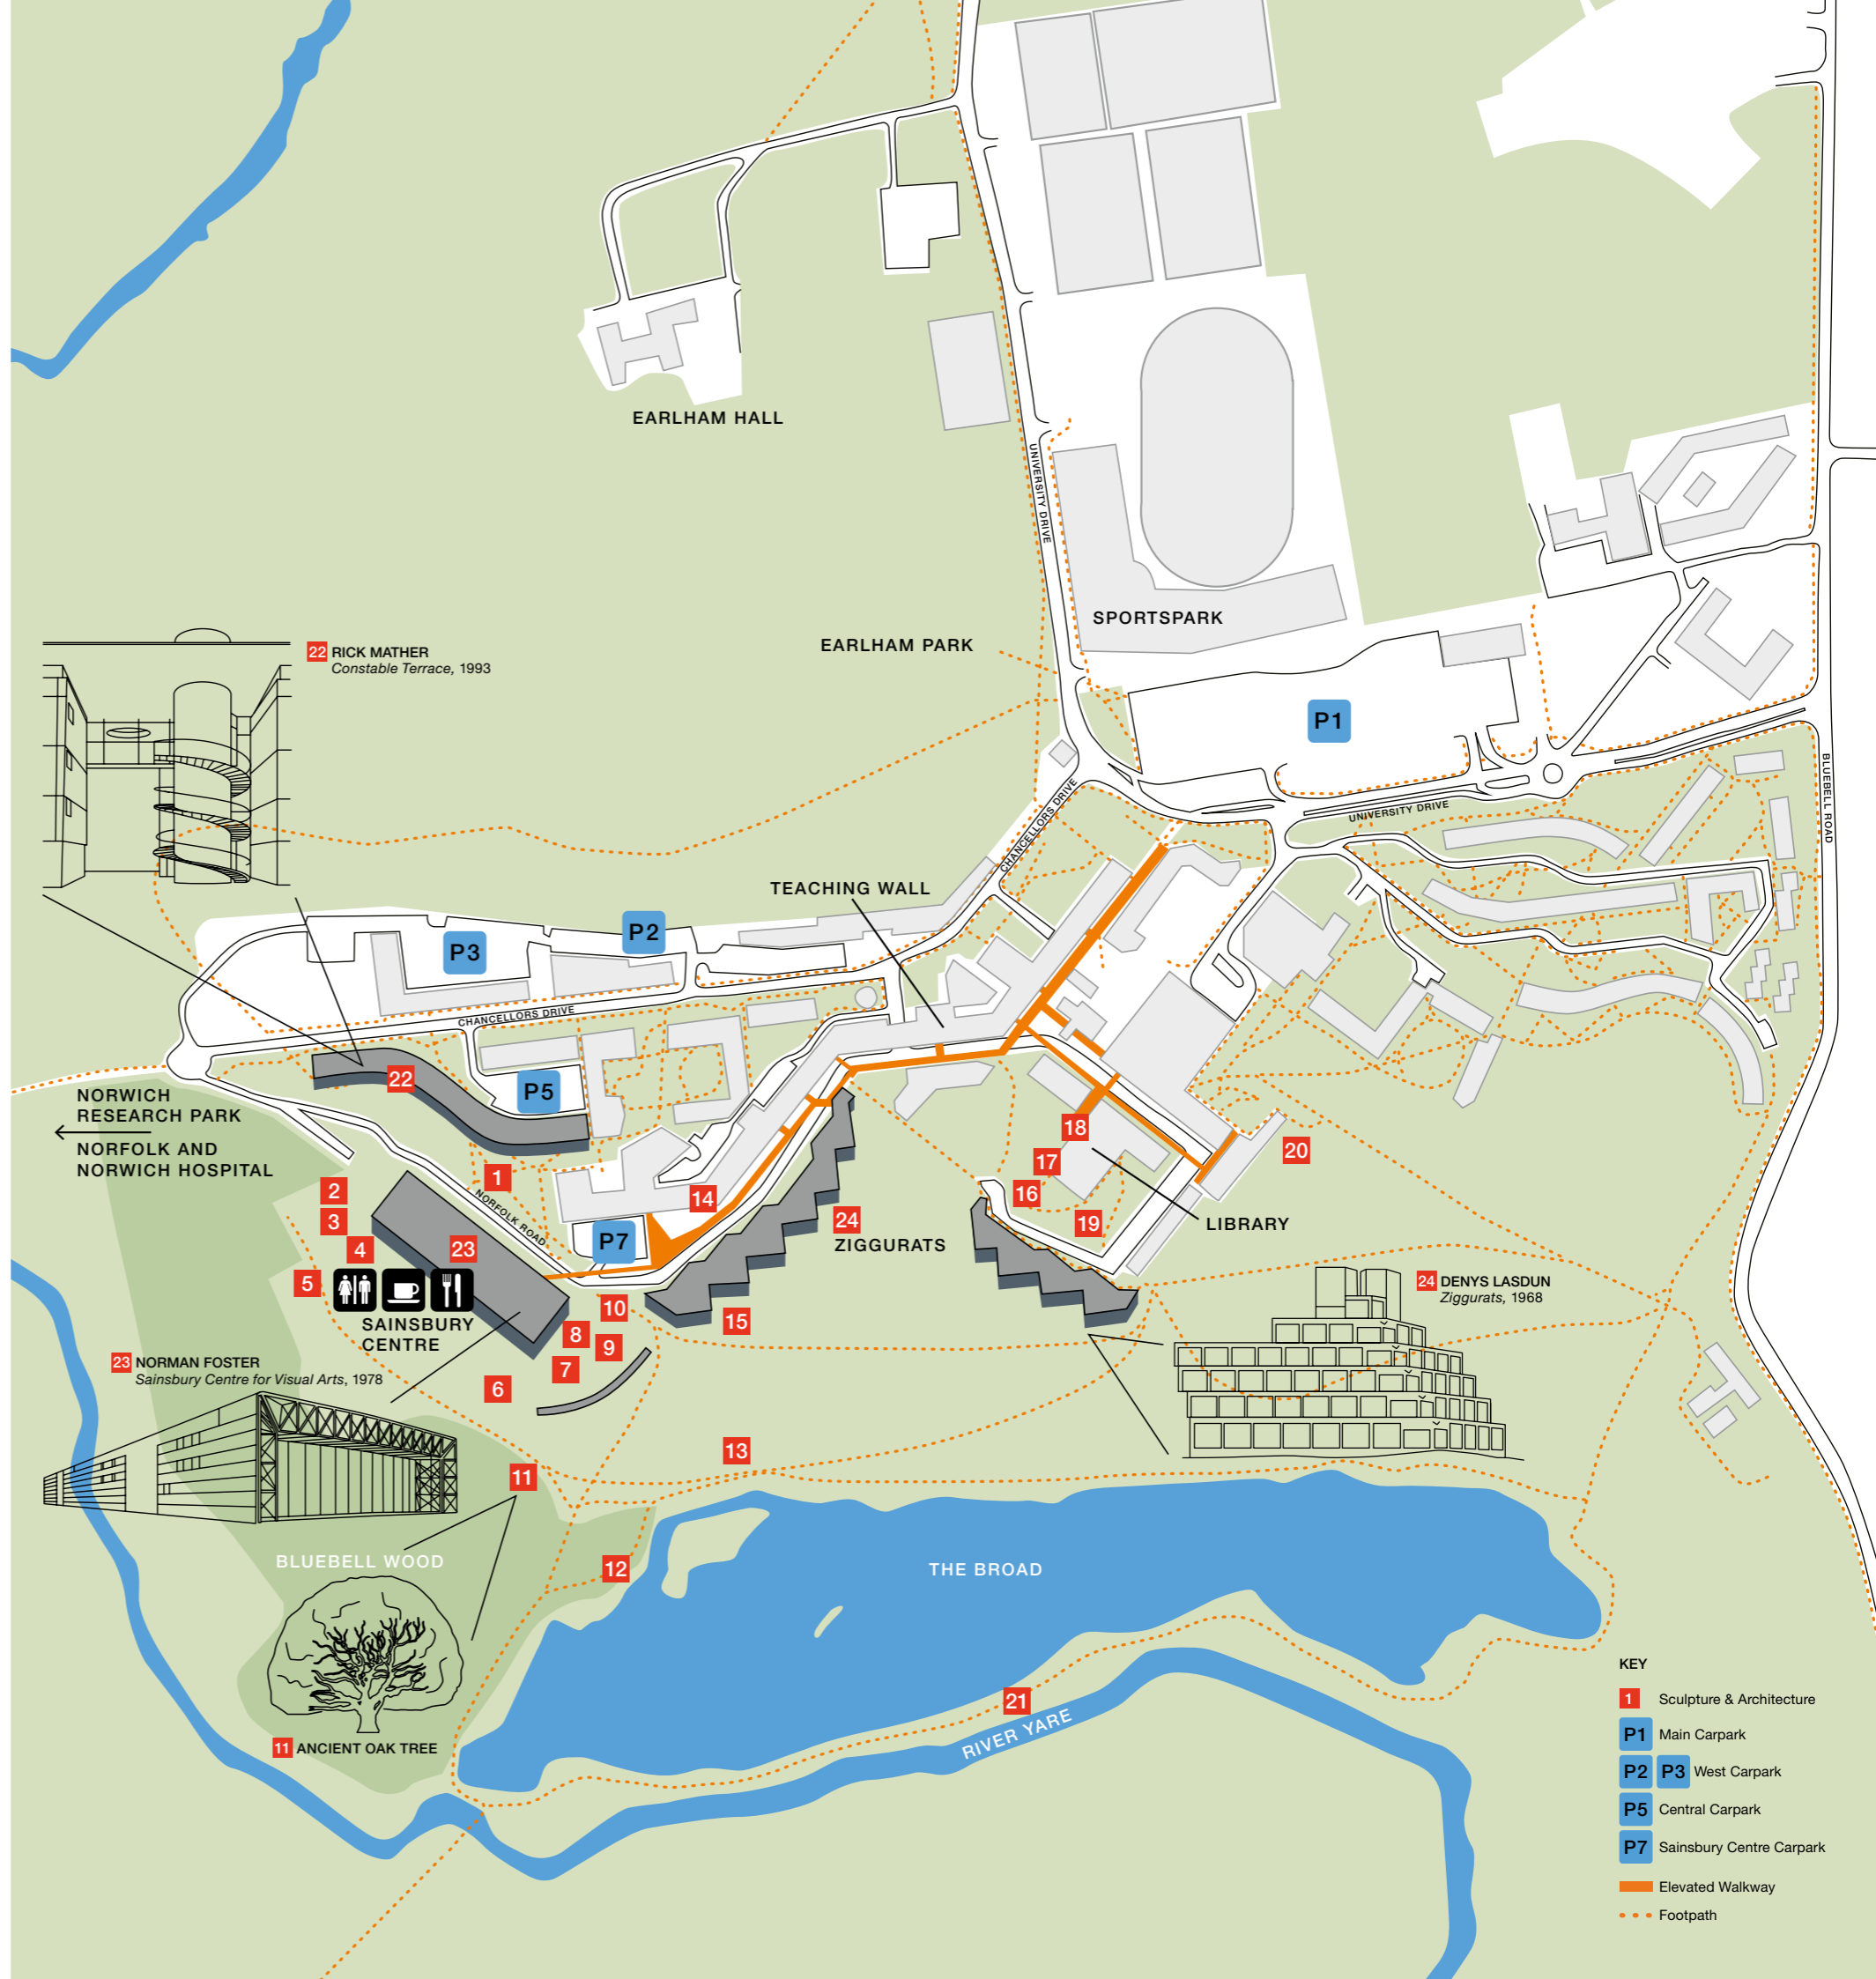 EARLHAM HALL
UNIVERSITY DRIVE
SPORTSPARK
EARLHAM PARK
22 RICK MATHER
Constable Terrace, 1993
P1
BLUEBELL ROAD
UNIVERSITY DRIVE
CHANCELLORS DRIVE
TEACHING WALL
P2
P3
CHANCELLORS DRIVE
22
P5
NORWICH
RESEARCH PARK
NORFOLK AND
NORWICH HOSPITAL
18
20
17
1
2
16
14
NORFOLK ROAD
3
24
ZIGGURATS
19
LIBRARY
P7
4
23
5
SAINSBURY
CENTRE
10
15
8
9
7
6
24 DENYS LASDUN
Ziggurats, 1968
23 NORMAN FOSTER
Sainsbury Centre for Visual Arts, 1978
13
11
BLUEBELL WOOD
12
THE BROAD
21
RIVER YARE
11 ANCIENT OAK TREE
KEY
1 Sculpture & Architecture
P1 Main Carpark
P2 P3 West Carpark
P5 Central Carpark
P7 Sainsbury Centre Carpark
Elevated Walkway
Footpath